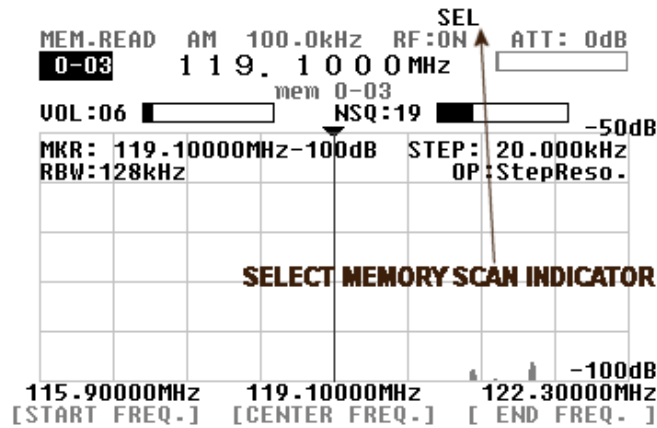 SEL
MEM-READ AM 100.0kHz RF:ON ATT: 0dB
0-03 119.1000MHz
mem 0-03
VOL:06 NSQ:19
-50dB
MKR: 119.10000MHz-100dB STEP: 20.000kHz
RBW:128kHz OP:StepReso.
SELECT MEMORY SCAN INDICATOR
-100dB
115.90000MHz 119.10000MHz 122.30000MHz
[START FREQ.] [CENTER FREQ.] [ END FREQ. ]